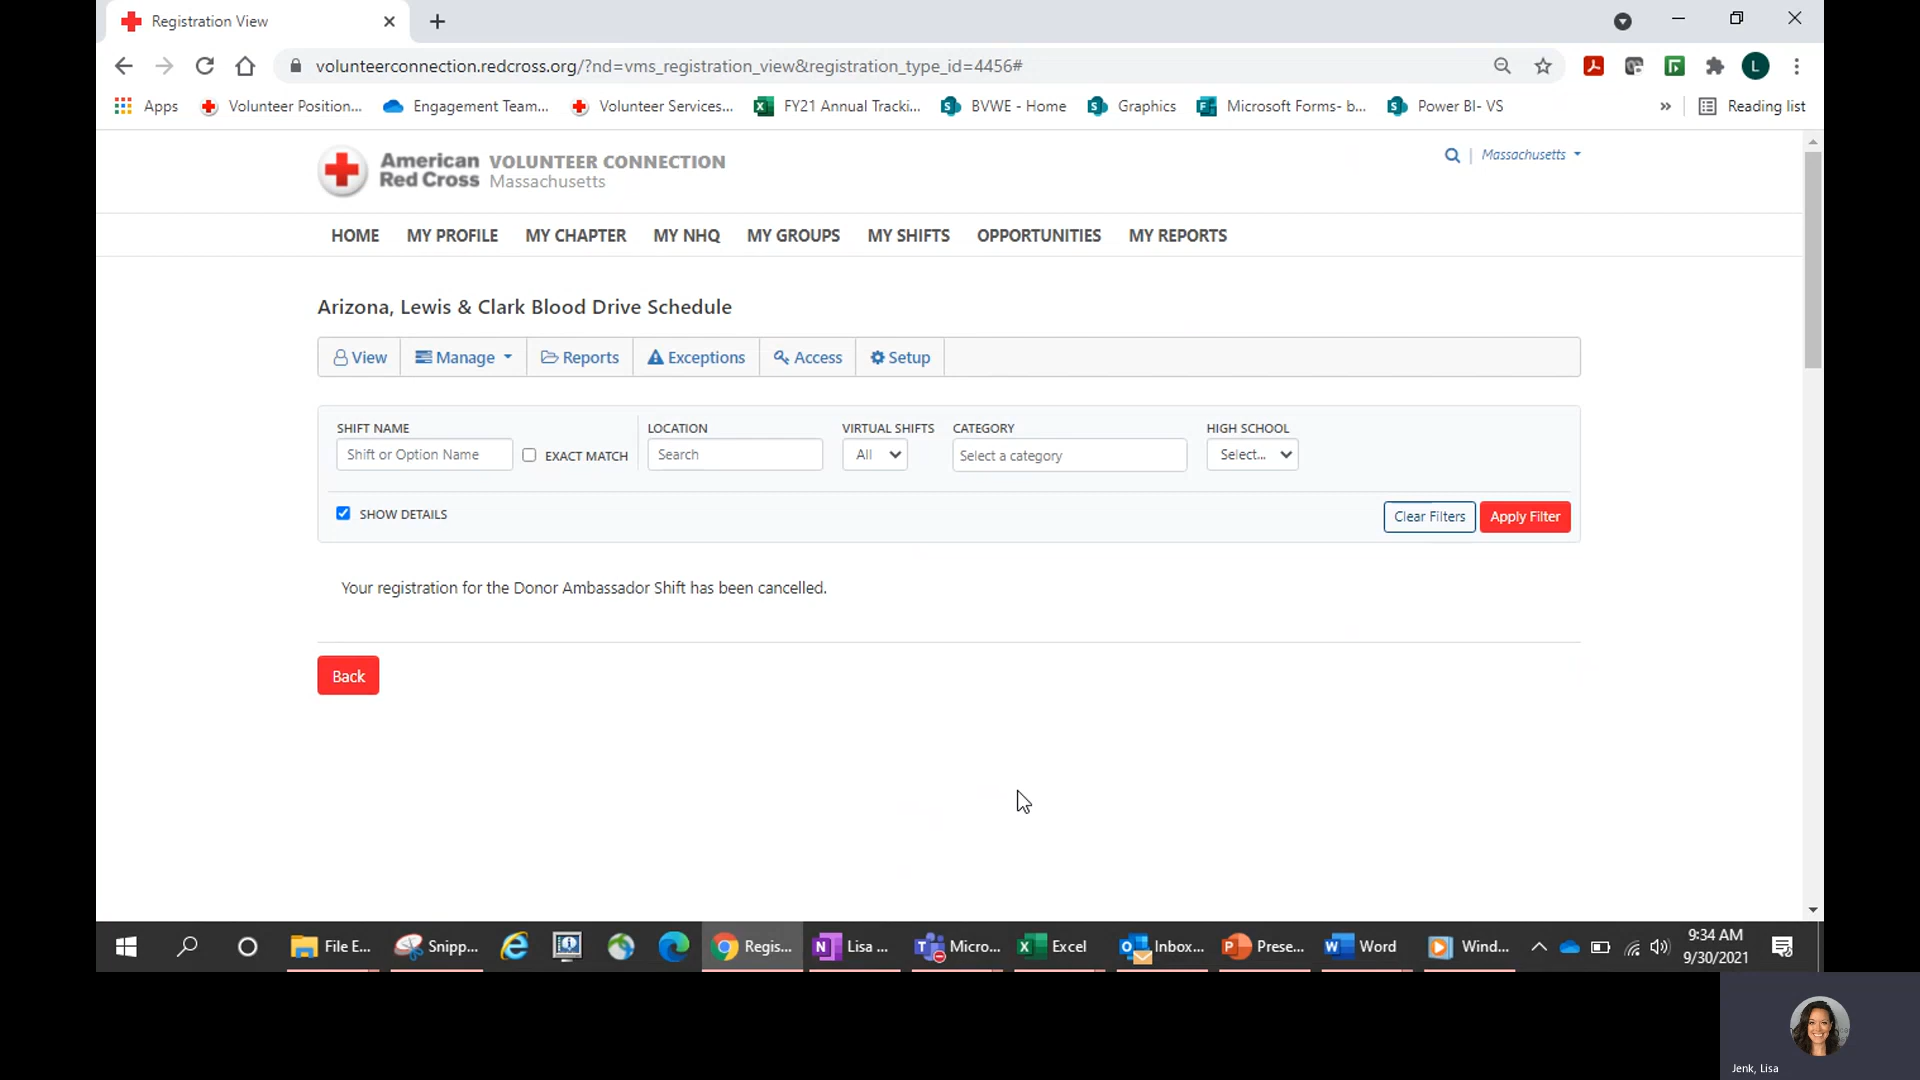 Registration View
volunteerconnection.redcross.org/?nd=vms_registration_view&registration_type_id=4456#
L
Apps Volunteer Position... Engagement Team... Volunteer Services... FY21 Annual Tracki... BVWE - Home Graphics Microsoft Forms- b... Power BI- VS » Reading list
American Red Cross
VOLUNTEER CONNECTION
Massachusetts
Massachusetts
HOME MY PROFILE MY CHAPTER MY NHQ MY GROUPS MY SHIFTS OPPORTUNITIES MY REPORTS
Arizona, Lewis & Clark Blood Drive Schedule
View Manage Reports Exceptions Access Setup
SHIFT NAME LOCATION VIRTUAL SHIFTS CATEGORY HIGH SCHOOL
Shift or Option Name EXACT MATCH Search All Select a category Select...
SHOW DETAILS Clear Filters Apply Filter
Your registration for the Donor Ambassador Shift has been cancelled.
Back
File E... Snipp... Regis... Lisa ... Micro... Excel Inbox... Prese... Word Wind...
9:34 AM
9/30/2021
Jenk, Lisa